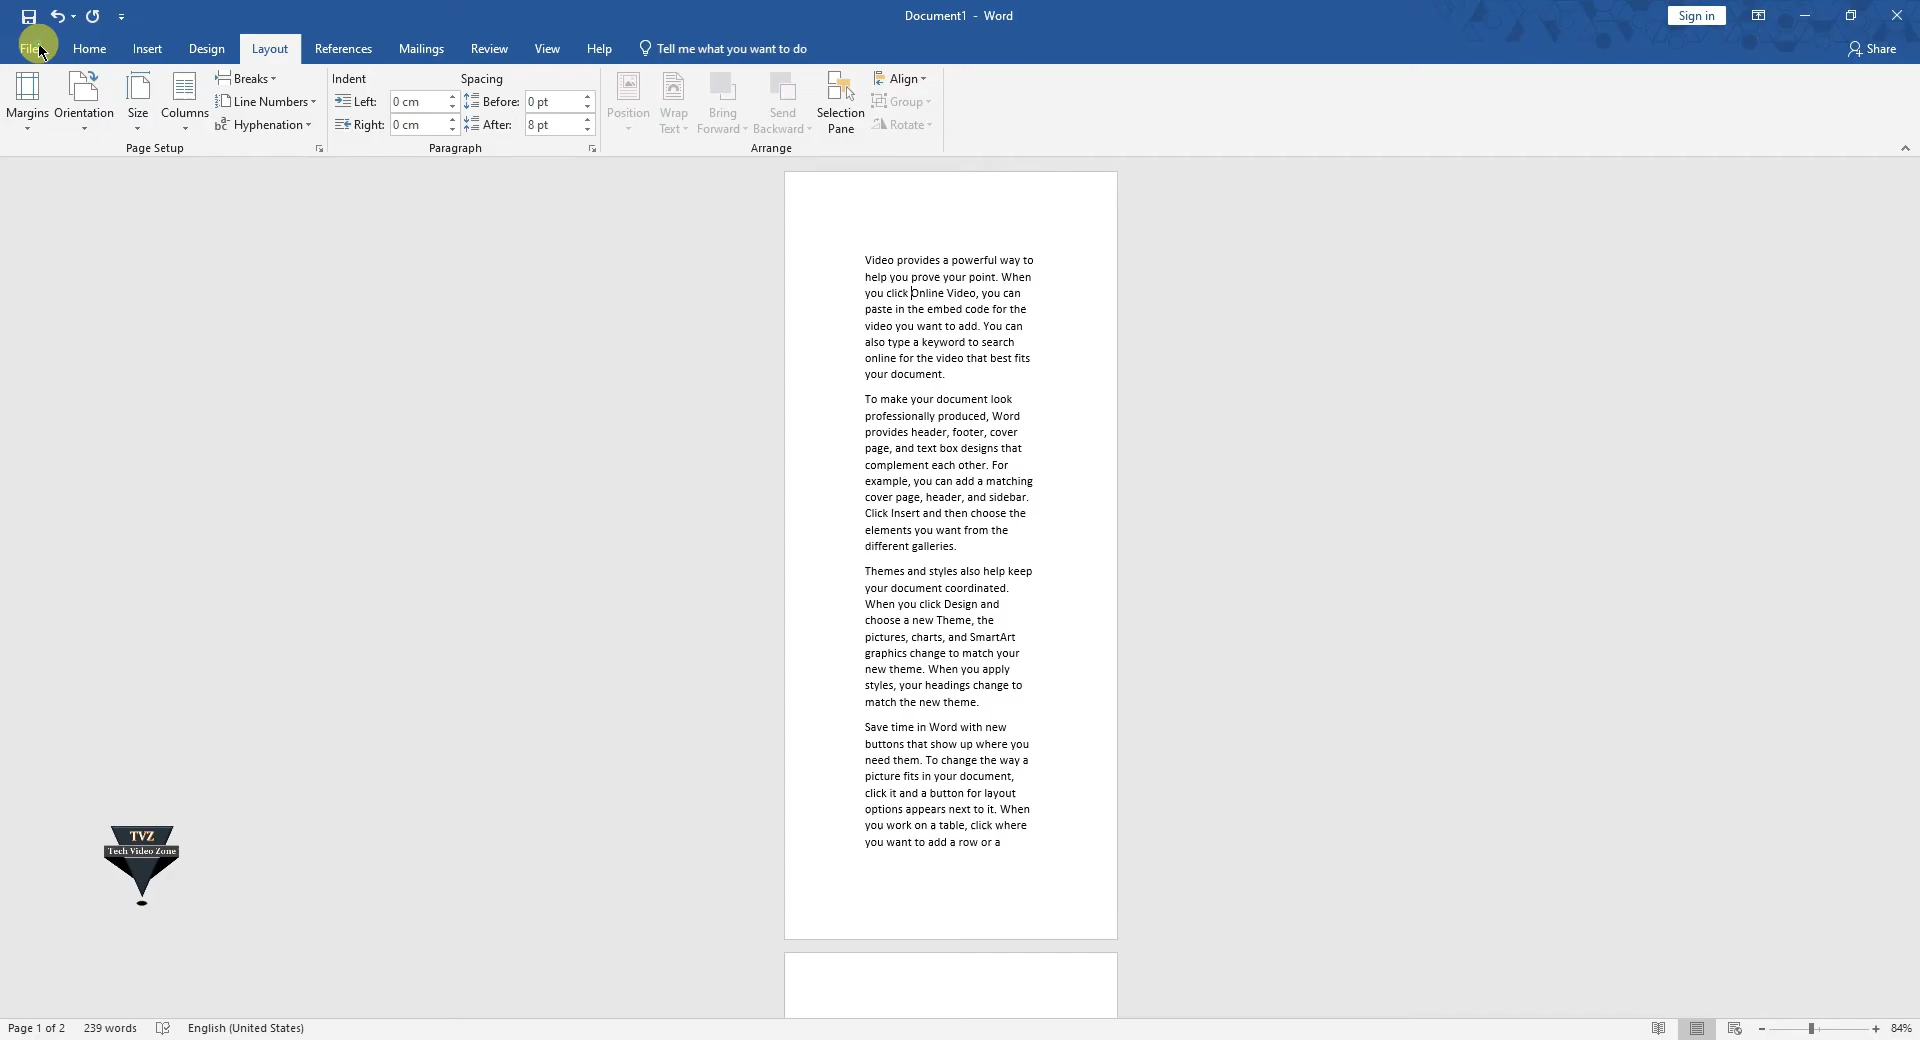 Document1 - Word
Sign in
File
Home
Insert
Design
Layout
References
Mailings
Review
View
Help
Tell me what you want to do
Share
Margins
Orientation
Size
Columns
Breaks
Line Numbers
Hyphenation
Page Setup
Indent
Left: 0 cm
Right: 0 cm
Spacing
Before: 0 pt
After: 8 pt
Paragraph
Position
Wrap
Text
Bring
Forward
Send
Backward
Selection
Pane
Align
Group
Rotate
Arrange
Video provides a powerful way to
help you prove your point. When
you click Online Video, you can
paste in the embed code for the
video you want to add. You can
also type a keyword to search
online for the video that best fits
your document.
To make your document look
professionally produced, Word
provides header, footer, cover
page, and text box designs that
complement each other. For
example, you can add a matching
cover page, header, and sidebar.
Click Insert and then choose the
elements you want from the
different galleries.
Themes and styles also help keep
your document coordinated.
When you click Design and
choose a new Theme, the
pictures, charts, and SmartArt
graphics change to match your
new theme. When you apply
styles, your headings change to
match the new theme.
Save time in Word with new
buttons that show up where you
need them. To change the way a
picture fits in your document,
click it and a button for layout
options appears next to it. When
you work on a table, click where
you want to add a row or a
TVZ
Tech Video Zone
Page 1 of 2
239 words
English (United States)
84%